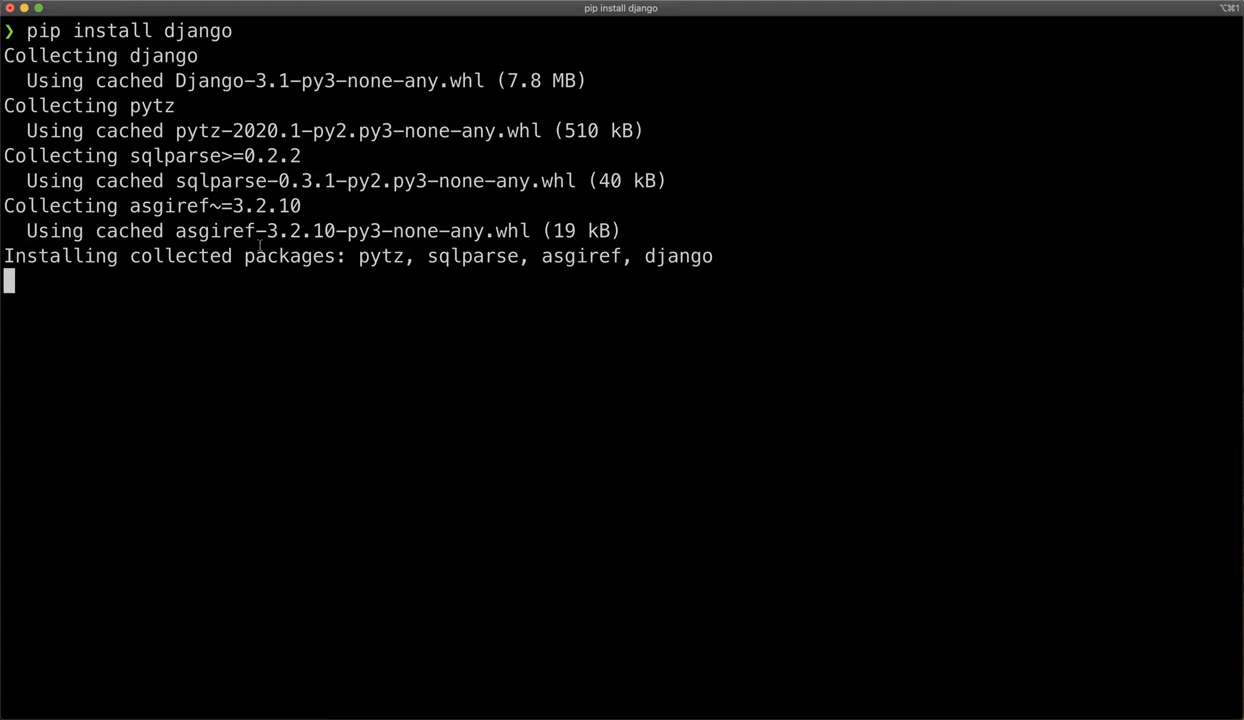 pip install django
⌥⌘1
❯ pip install django
Collecting django
  Using cached Django-3.1-py3-none-any.whl (7.8 MB)
Collecting pytz
  Using cached pytz-2020.1-py2.py3-none-any.whl (510 kB)
Collecting sqlparse>=0.2.2
  Using cached sqlparse-0.3.1-py2.py3-none-any.whl (40 kB)
Collecting asgiref~=3.2.10
  Using cached asgiref-3.2.10-py3-none-any.whl (19 kB)
Installing collected packages: pytz, sqlparse, asgiref, django